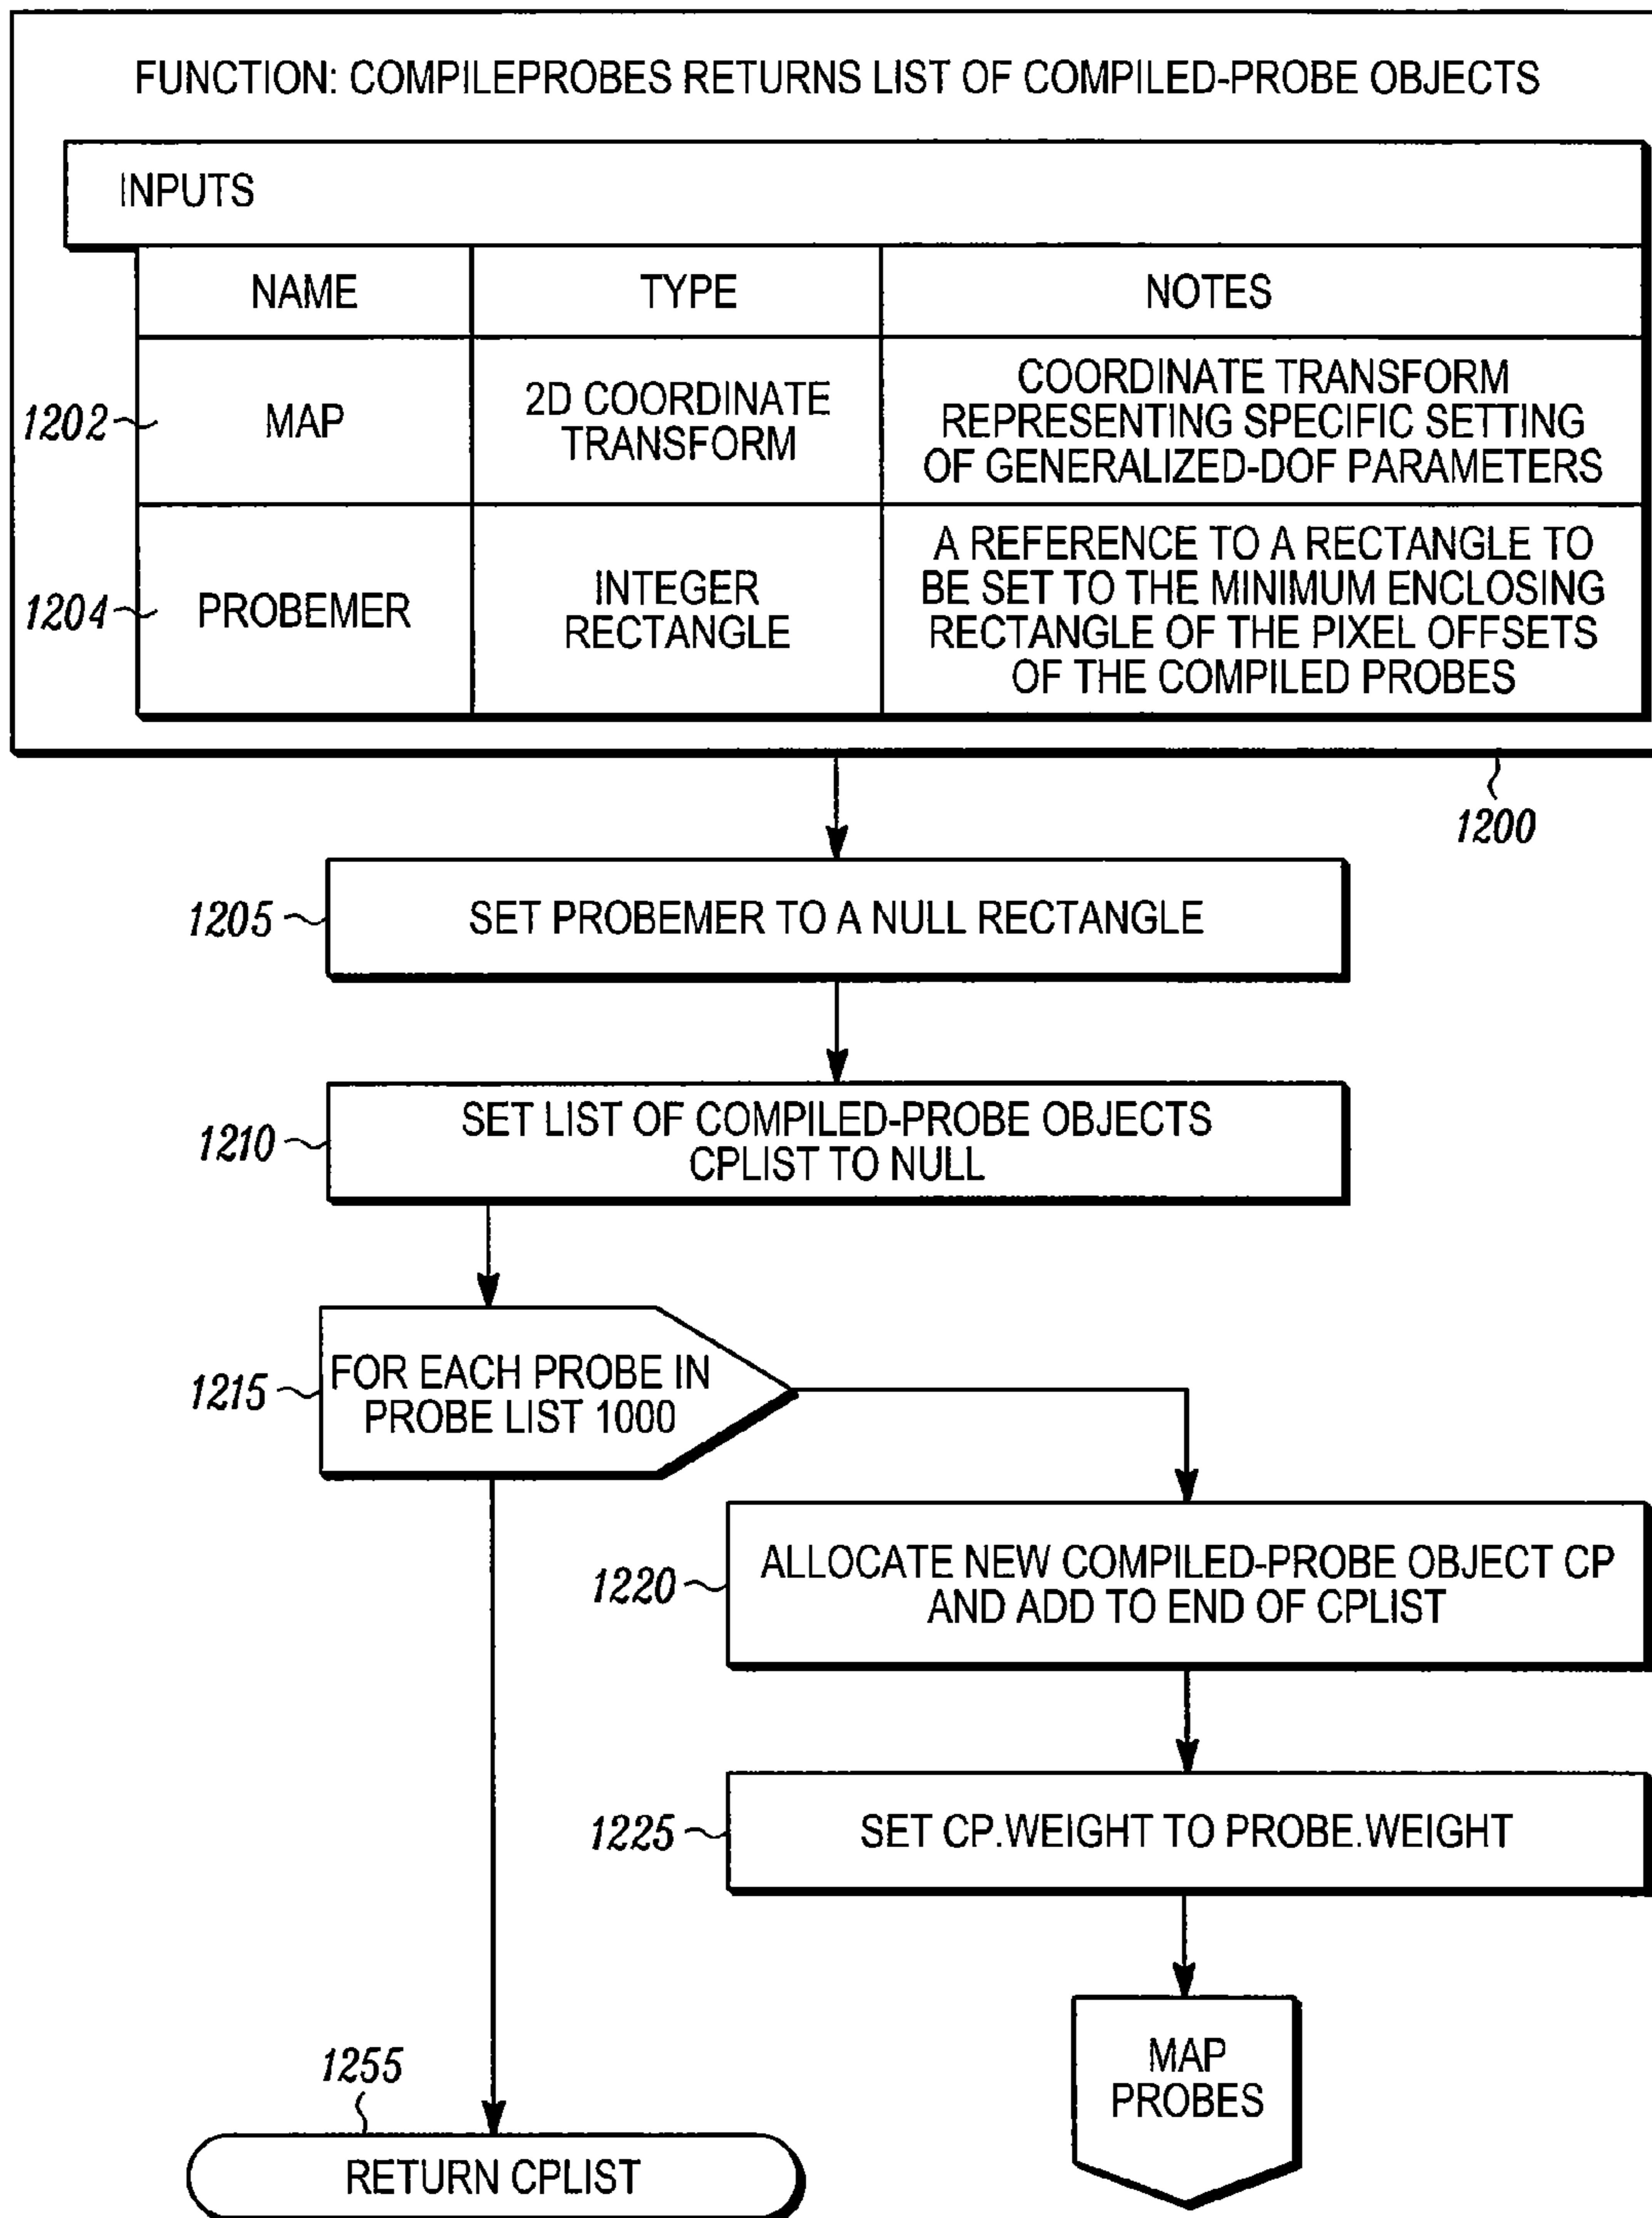 FUNCTION: COMPILEPROBES RETURNS LIST OF COMPILED-PROBE OBJECTS
INPUTS
NAME TYPE NOTES
1202 MAP
2D COORDINATE
TRANSFORM
COORDINATE TRANSFORM
REPRESENTING SPECIFIC SETTING
OF GENERALIZED-DOF PARAMETERS
1204 PROBEMER
INTEGER
RECTANGLE
A REFERENCE TO A RECTANGLE TO
BE SET TO THE MINIMUM ENCLOSING
RECTANGLE OF THE PIXEL OFFSETS
OF THE COMPILED PROBES
1200
1205 SET PROBEMER TO A NULL RECTANGLE
1210
SET LIST OF COMPILED-PROBE OBJECTS
CPLIST TO NULL
1215
FOR EACH PROBE IN
PROBE LIST 1000
1220
ALLOCATE NEW COMPILED-PROBE OBJECT CP
AND ADD TO END OF CPLIST
1225 SET CP.WEIGHT TO PROBE.WEIGHT
MAP
PROBES
1255
RETURN CPLIST